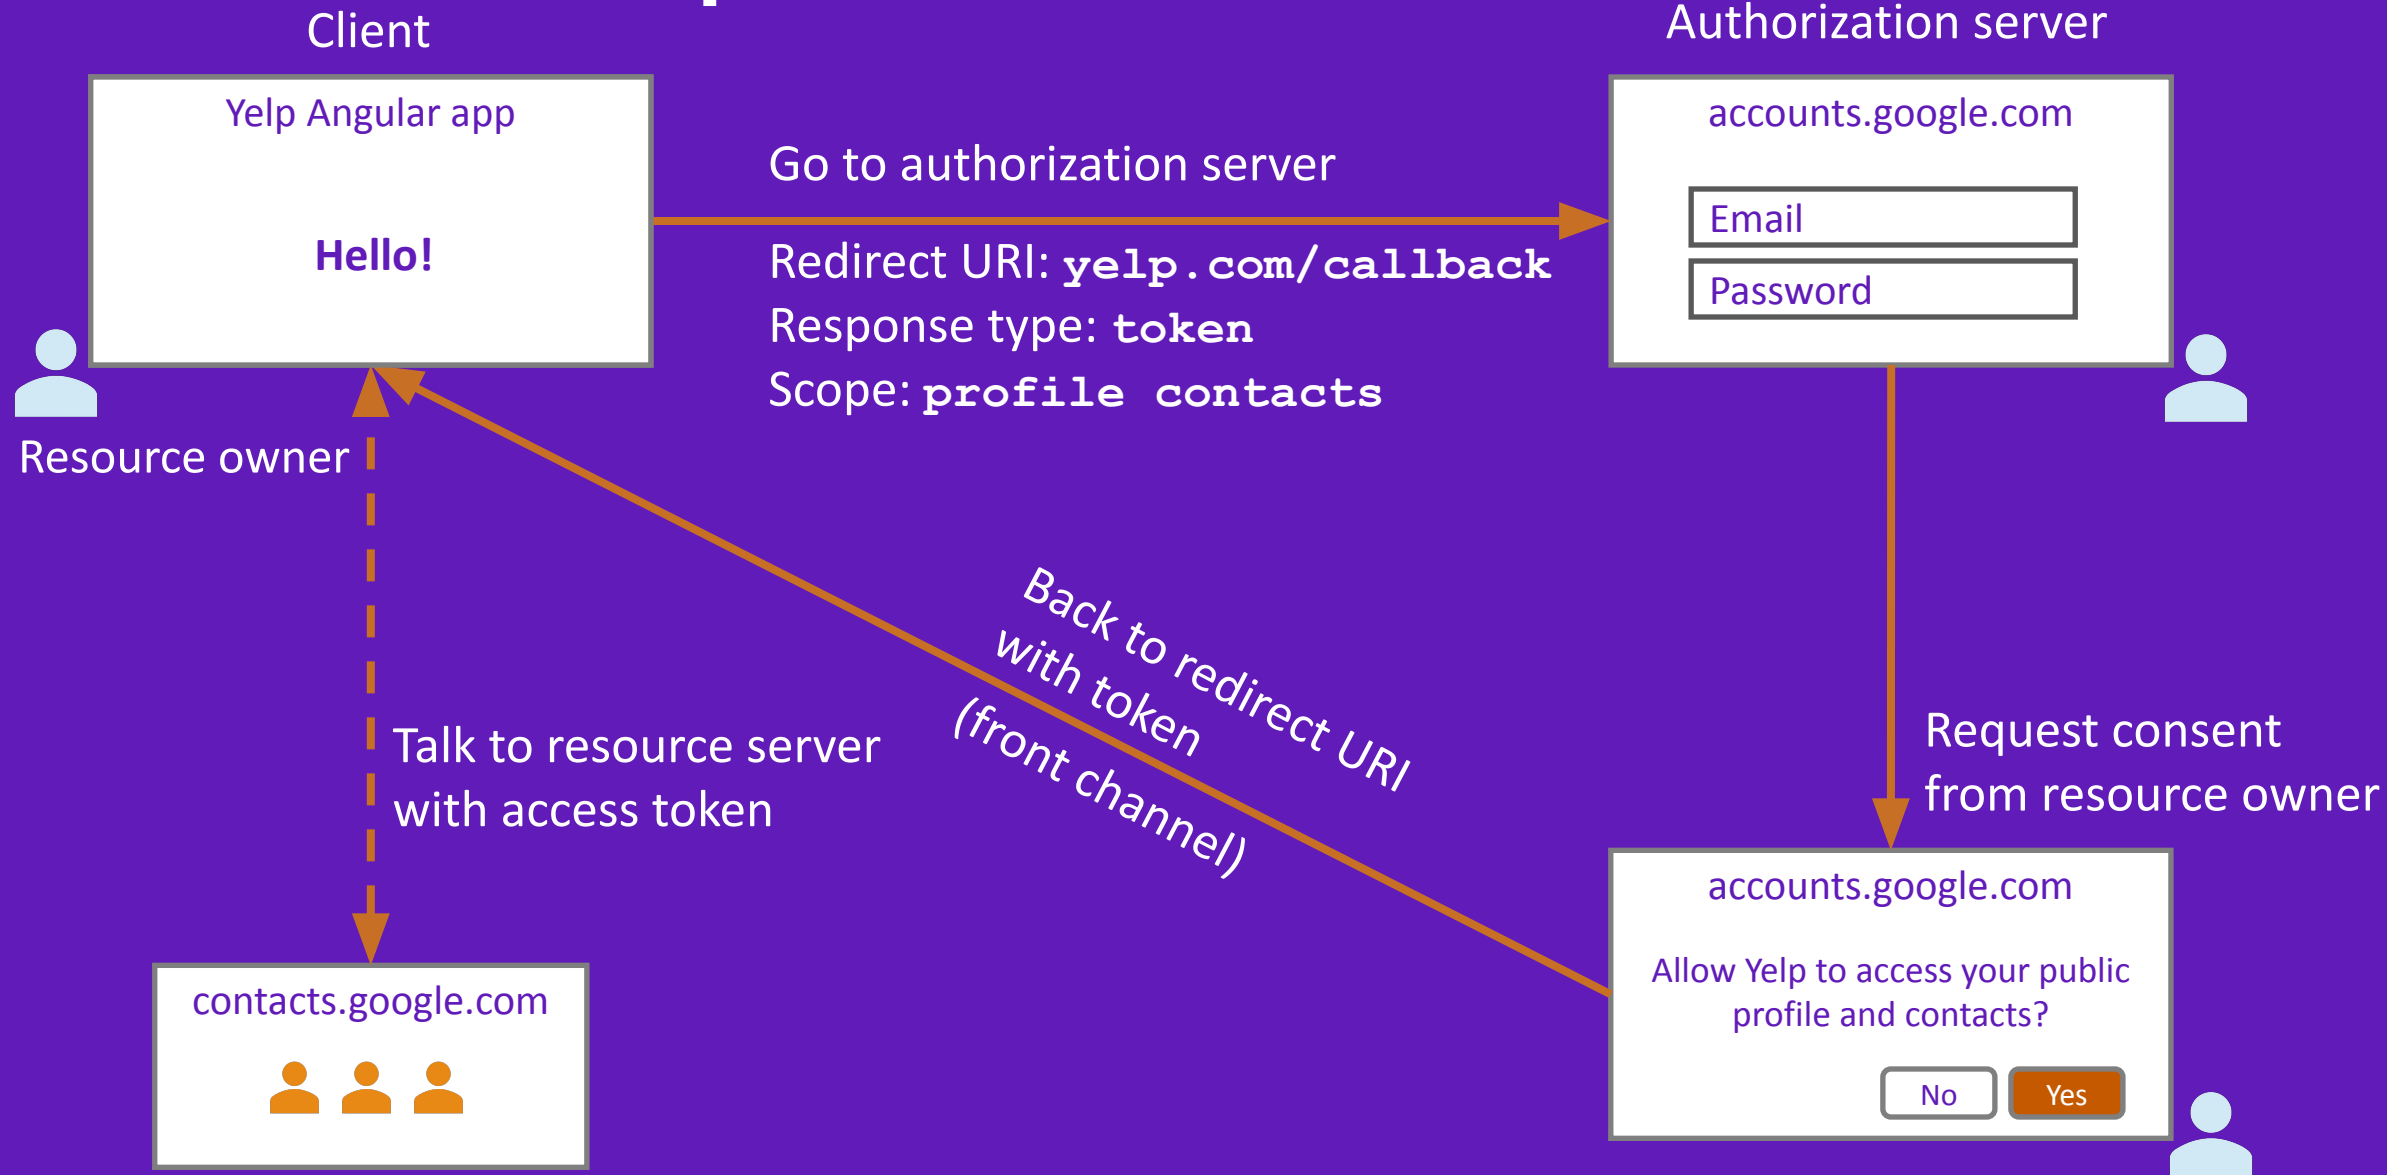 Client
Authorization server
Yelp Angular app
Hello!
Go to authorization server
Redirect URI: yelp.com/callback
Response type: token
Scope: profile contacts
accounts.google.com
Email
Password
Resource owner
Back to redirect URI
with token
(front channel)
Talk to resource server
with access token
Request consent
from resource owner
contacts.google.com
accounts.google.com
Allow Yelp to access your public
profile and contacts?
No
Yes